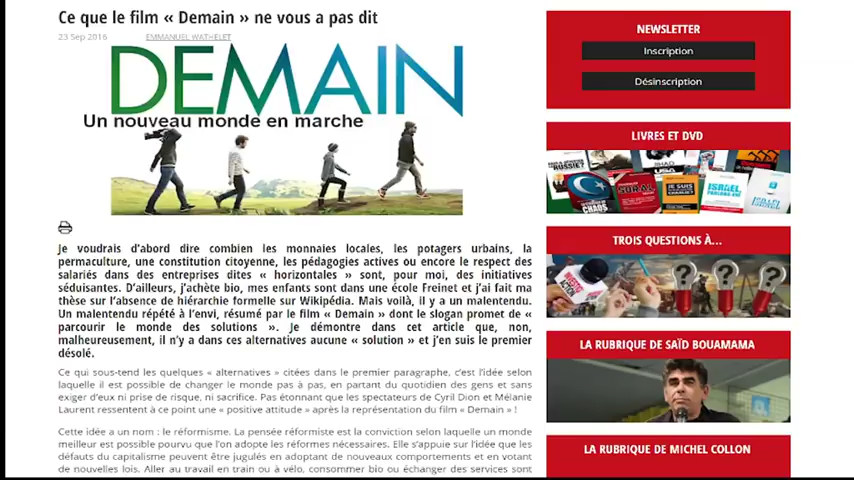 Ce que le film « Demain » ne vous a pas dit
23 Sep 2016 EMMANUEL WATHELET
DEMAIN
Un nouveau monde en marche
Je voudrais d'abord dire combien les monnaies locales, les potagers urbains, la
permaculture, une constitution citoyenne, les pédagogies actives ou encore le respect des
salariés dans des entreprises dites « horizontales » sont, pour moi, des initiatives
séduisantes. D'ailleurs, j'achète bio, mes enfants sont dans une école Freinet et j'ai fait ma
thèse sur l'absence de hiérarchie formelle sur Wikipédia. Mais voilà, il y a un malentendu.
Un malentendu répété à l'envi, résumé par le film « Demain » dont le slogan promet de «
parcourir le monde des solutions ». Je démontre dans cet article que, non,
malheureusement, il n'y a dans ces alternatives aucune « solution » et j'en suis le premier
désolé.
Ce qui sous-tend les quelques « alternatives » citées dans le premier paragraphe, c'est l'idée selon
laquelle il est possible de changer le monde pas à pas, en partant du quotidien des gens et sans
exiger d'eux ni prise de risque, ni sacrifice. Pas étonnant que les spectateurs de Cyril Dion et Mélanie
Laurent ressentent à ce point une « positive attitude » après la représentation du film « Demain » !
Cette idée a un nom : le réformisme. La pensée réformiste est la conviction selon laquelle un monde
meilleur est possible pourvu que l'on adopte les réformes nécessaires. Elle s'appuie sur l'idée que les
défauts du capitalisme peuvent être jugulés en adoptant de nouveaux comportements et en votant
de nouvelles lois. Aller au travail en train ou à vélo, consommer bio ou échanger des services sont
NEWSLETTER
Inscription
Désinscription
LIVRES ET DVD
RUSSIE?
JIHAD
USA
CHAOS
SORAL
JE SUIS
CHARLIE
ISRAEL,
PARLONS-EN!
TROIS QUESTIONS À...
INVESTIG'
ACTION
? ? ?
LA RUBRIQUE DE SAÏD BOUAMAMA
LA RUBRIQUE DE MICHEL COLLON